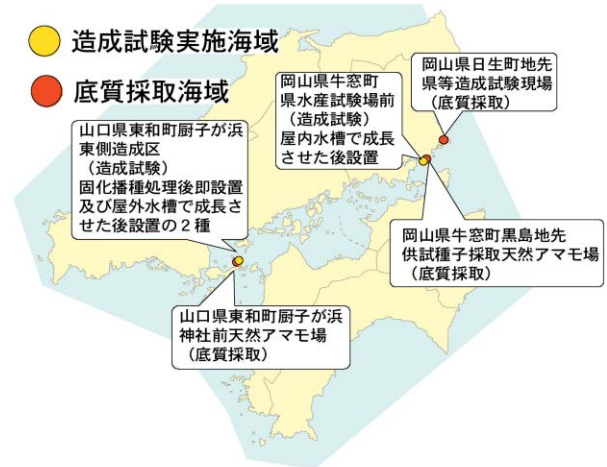 造成試験実施海域
底質採取海域
岡山県日生町地先
県等造成試験現場
（底質採取）
岡山県牛窓町
県水産試験場前
（造成試験）
屋内水槽で成長
させた後設置
山口県東和町厨子が浜
東側造成区
（造成試験）
固化播種処理後即設置
及び屋外水槽で成長さ
せた後設置の２種
岡山県牛窓町黒島地先
供試種子採取天然アマモ場
（底質採取）
山口県東和町厨子が浜
神社前天然アマモ場
（底質採取）